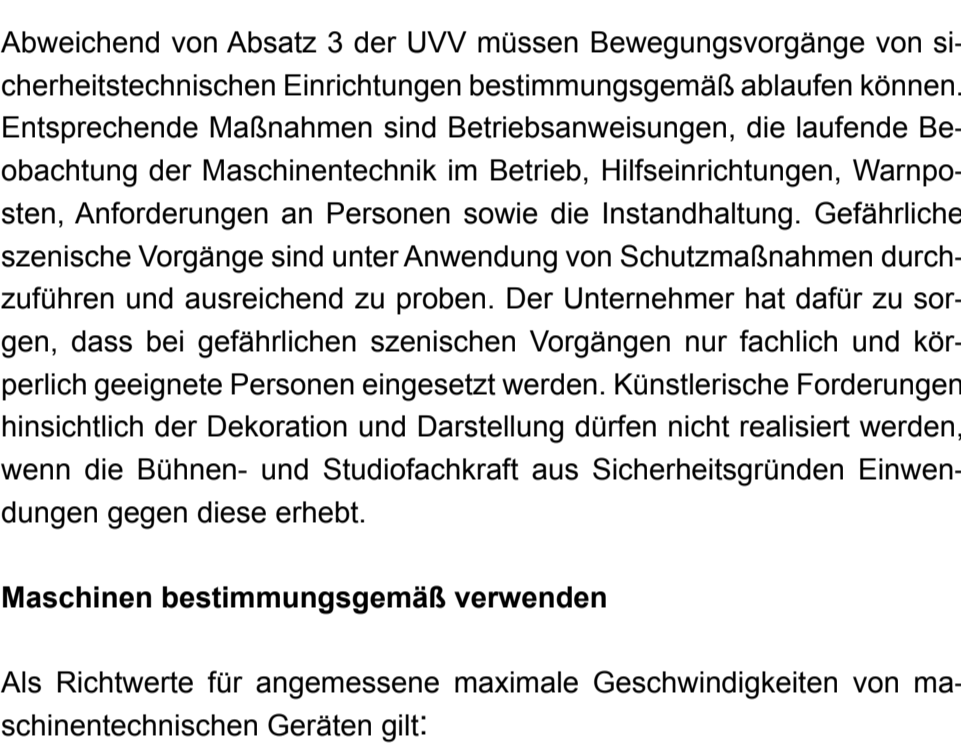 Abweichend von Absatz 3 der UVV müssen Bewegungsvorgänge von si-
cherheitstechnischen Einrichtungen bestimmungsgemäß ablaufen können.
Entsprechende Maßnahmen sind Betriebsanweisungen, die laufende Be-
obachtung der Maschinentechnik im Betrieb, Hilfseinrichtungen, Warnpo-
sten, Anforderungen an Personen sowie die Instandhaltung. Gefährliche
szenische Vorgänge sind unter Anwendung von Schutzmaßnahmen durch-
zuführen und ausreichend zu proben. Der Unternehmer hat dafür zu sor-
gen, dass bei gefährlichen szenischen Vorgängen nur fachlich und kör-
perlich geeignete Personen eingesetzt werden. Künstlerische Forderungen
hinsichtlich der Dekoration und Darstellung dürfen nicht realisiert werden,
wenn die Bühnen- und Studiofachkraft aus Sicherheitsgründen Einwen-
dungen gegen diese erhebt.
Maschinen bestimmungsgemäß verwenden
Als Richtwerte für angemessene maximale Geschwindigkeiten von ma-
schinentechnischen Geräten gilt: